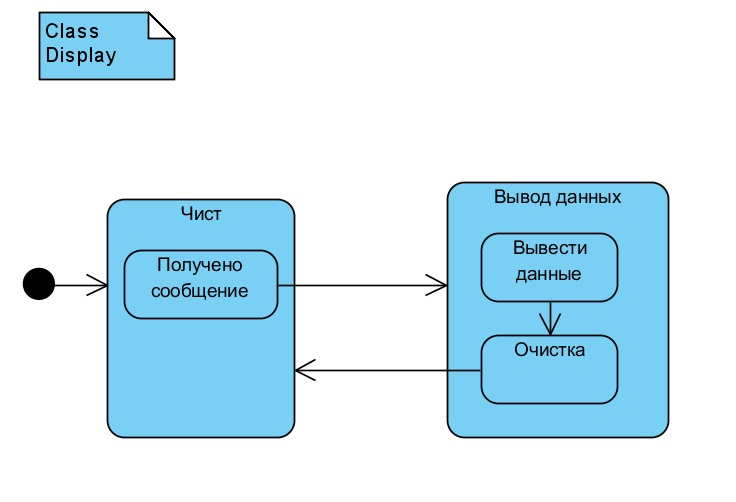 Class
Display
Чист
Получено
сообщение
Вывод данных
Вывести
данные
Очистка